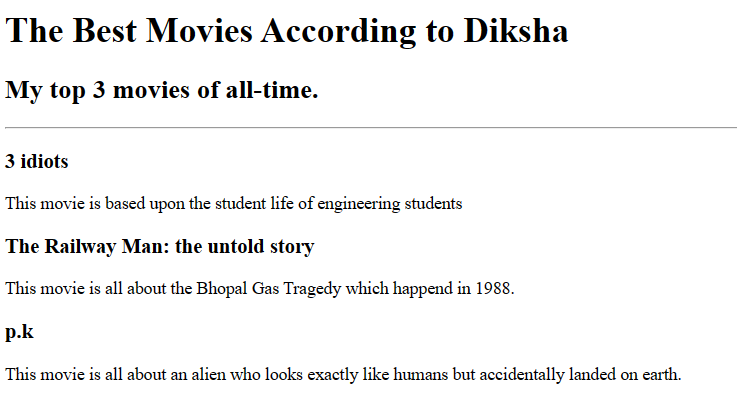 The Best Movies According to Diksha
My top 3 movies of all-time.
3 idiots
This movie is based upon the student life of engineering students
The Railway Man: the untold story
This movie is all about the Bhopal Gas Tragedy which happend in 1988.
p.k
This movie is all about an alien who looks exactly like humans but accidentally landed on earth.